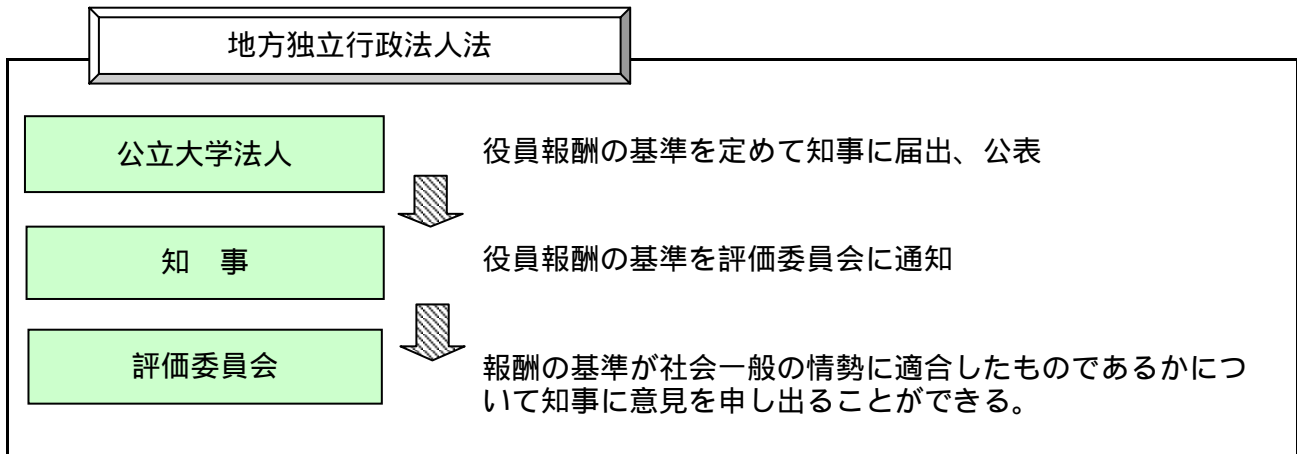 地方独立行政法人法
公立大学法人
役員報酬の基準を定めて知事に届出、公表
知　事
役員報酬の基準を評価委員会に通知
評価委員会
報酬の基準が社会一般の情勢に適合したものであるかにつ
いて知事に意見を申し出ることができる。